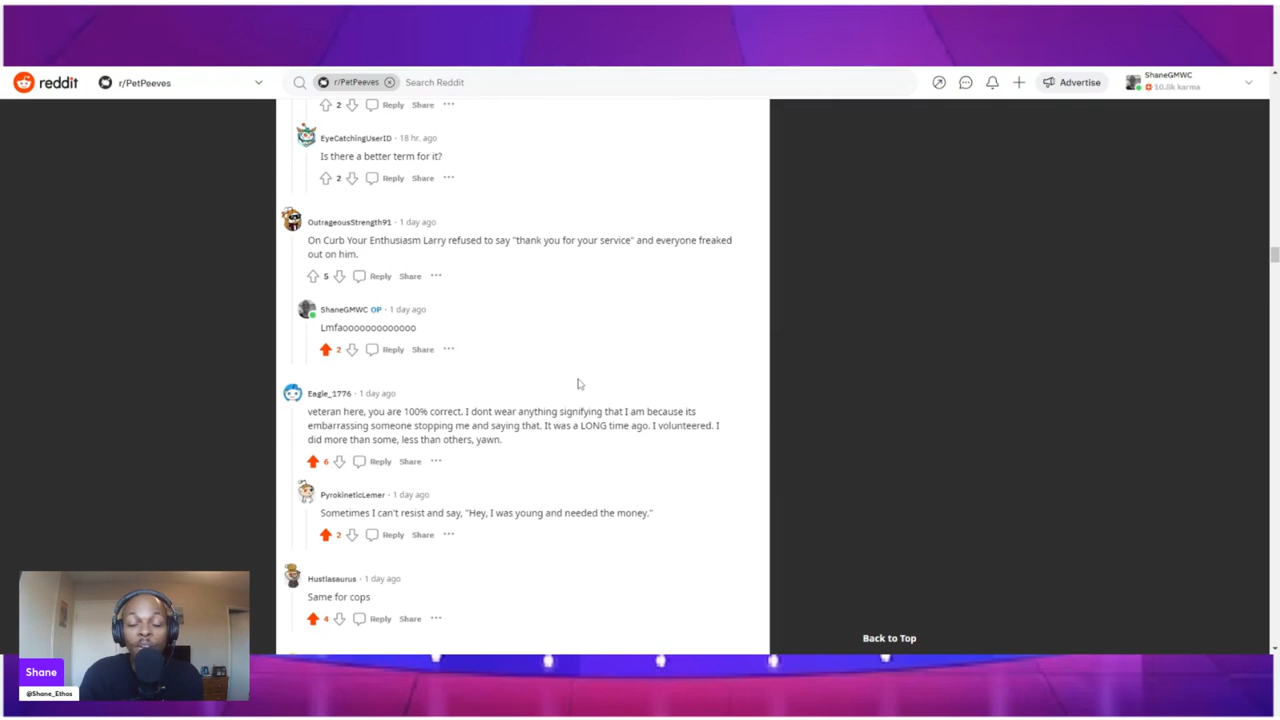 reddit r/PetPeeves r/PetPeeves Search Reddit Advertise ShaneGMWC
10.8k karma
2 Reply Share
EyeCatchingUserID · 18 hr. ago
Is there a better term for it?
2 Reply Share
OutrageousStrength91 · 1 day ago
On Curb Your Enthusiasm Larry refused to say "thank you for your service" and everyone freaked
out on him.
5 Reply Share
ShaneGMWC OP · 1 day ago
Lmfaooooooooooooo
2 Reply Share
Eagle_1776 · 1 day ago
veteran here, you are 100% correct. I dont wear anything signifying that I am because its
embarrassing someone stopping me and saying that. It was a LONG time ago. I volunteered. I
did more than some, less than others, yawn.
6 Reply Share
PyrokineticLemer · 1 day ago
Sometimes I can't resist and say, "Hey, I was young and needed the money."
2 Reply Share
Hustlasaurus · 1 day ago
Same for cops
4 Reply Share
Back to Top
Shane
@Shane_Ethos